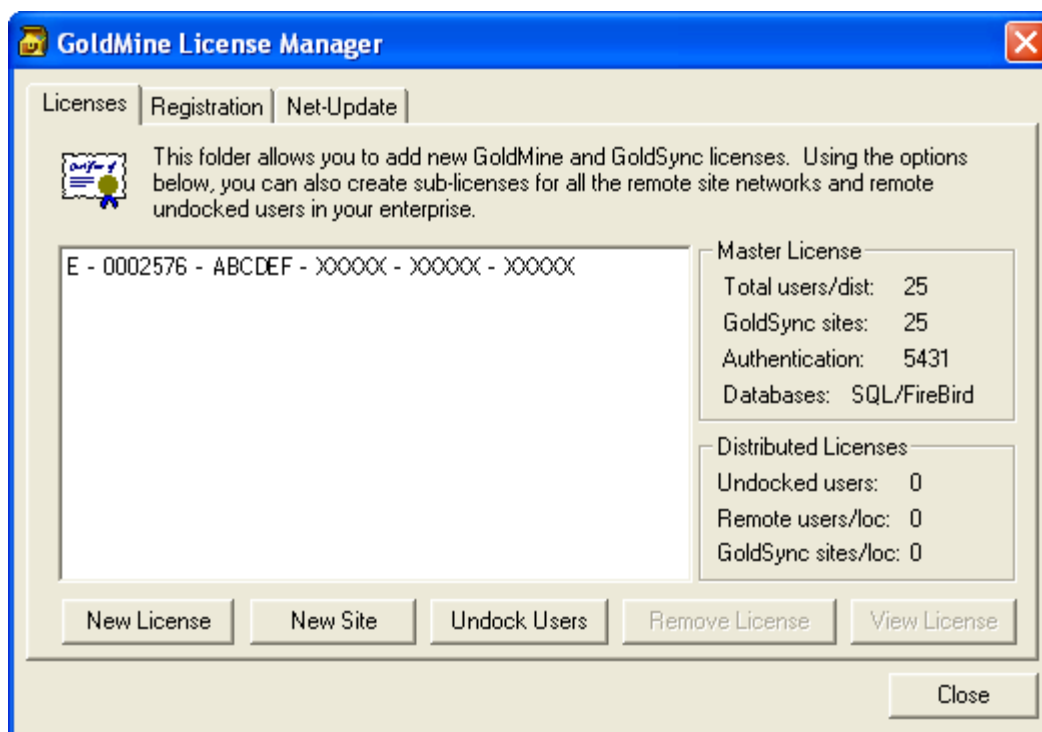 GoldMine License Manager
Licenses Registration Net-Update
This folder allows you to add new GoldMine and GoldSync licenses. Using the options
below, you can also create sub-licenses for all the remote site networks and remote
undocked users in your enterprise.
E - 0002576 - ABCDEF - XXXXX - XXXXX - XXXXX
Master License
Total users/dist: 25
GoldSync sites: 25
Authentication: 5431
Databases: SQL/FireBird
Distributed Licenses
Undocked users: 0
Remote users/loc: 0
GoldSync sites/loc: 0
New License New Site Undock Users Remove License View License
Close